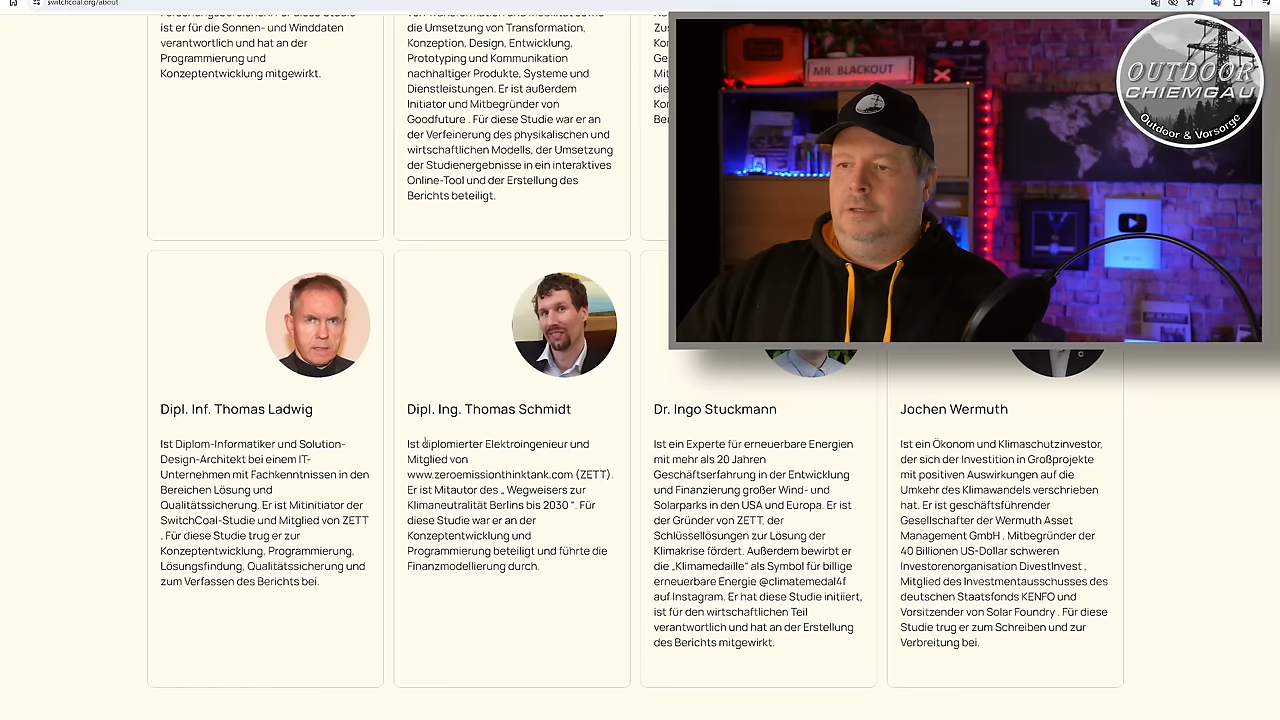 switchcoal.org/about
ist er für die Sonnen- und Winddaten
verantwortlich und hat an der
Programmierung und
Konzeptentwicklung mitgewirkt.
die Umsetzung von Transformation,
Konzeption, Design, Entwicklung,
Prototyping und Kommunikation
nachhaltiger Produkte, Systeme und
Dienstleistungen. Er ist außerdem
Initiator und Mitbegründer von
Goodfuture . Für diese Studie war er an
der Verfeinerung des physikalischen und
wirtschaftlichen Modells, der Umsetzung
der Studienergebnisse in ein interaktives
Online-Tool und der Erstellung des
Berichts beteiligt.
MR. BLACKOUT
OUTDOOR
CHIEMGAU
Outdoor & Vorsorge
Dipl. Inf. Thomas Ladwig
Ist Diplom-Informatiker und Solution-
Design-Architekt bei einem IT-
Unternehmen mit Fachkenntnissen in den
Bereichen Lösung und
Qualitätssicherung. Er ist Mitinitiator der
SwitchCoal-Studie und Mitglied von ZETT
. Für diese Studie trug er zur
Konzeptentwicklung, Programmierung,
Lösungsfindung, Qualitätssicherung und
zum Verfassen des Berichts bei.
Dipl. Ing. Thomas Schmidt
Ist diplomierter Elektroingenieur und
Mitglied von
www.zeroemissionthinktank.com (ZETT).
Er ist Mitautor des „ Wegweisers zur
Klimaneutralität Berlins bis 2030 “. Für
diese Studie war er an der
Konzeptentwicklung und
Programmierung beteiligt und führte die
Finanzmodellierung durch.
Dr. Ingo Stuckmann
Ist ein Experte für erneuerbare Energien
mit mehr als 20 Jahren
Geschäftserfahrung in der Entwicklung
und Finanzierung großer Wind- und
Solarparks in den USA und Europa. Er ist
der Gründer von ZETT, der
Schlüssellösungen zur Lösung der
Klimakrise fördert. Außerdem bewirbt er
die „Klimamedaille“ als Symbol für billige
erneuerbare Energie @climatemedal4f
auf Instagram. Er hat diese Studie initiiert,
ist für den wirtschaftlichen Teil
verantwortlich und hat an der Erstellung
des Berichts mitgewirkt.
Jochen Wermuth
Ist ein Ökonom und Klimaschutzinvestor,
der sich der Investition in Großprojekte
mit positiven Auswirkungen auf die
Umkehr des Klimawandels verschrieben
hat. Er ist geschäftsführender
Gesellschafter der Wermuth Asset
Management GmbH , Mitbegründer der
40 Billionen US-Dollar schweren
Investorenorganisation DivestInvest ,
Mitglied des Investmentausschusses des
deutschen Staatsfonds KENFO und
Vorsitzender von Solar Foundry . Für diese
Studie trug er zum Schreiben und zur
Verbreitung bei.